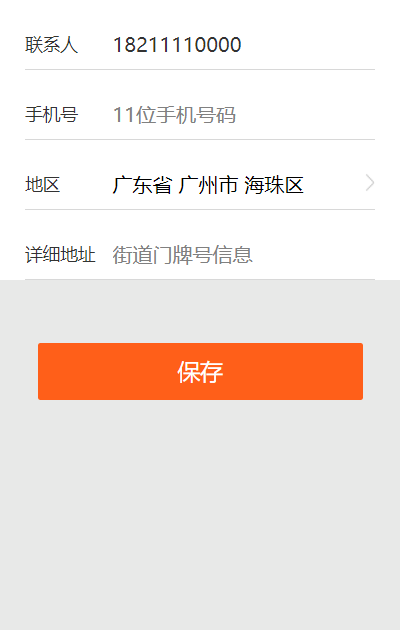 联系人 18211110000
手机号 11位手机号码
地区 广东省 广州市 海珠区
详细地址 街道门牌号信息
保存